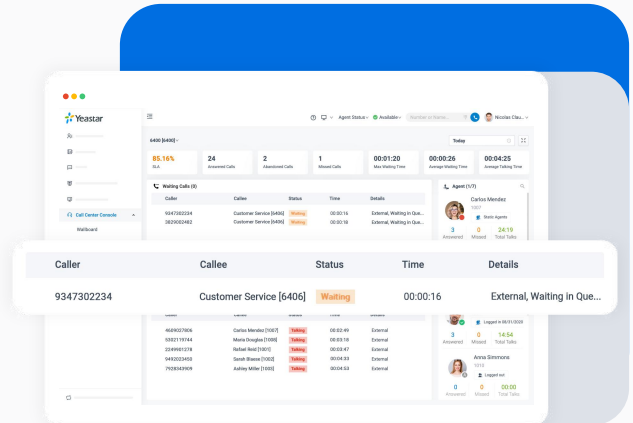 Yeastar
Agent Status
Available
Number or Name...
Nicolas Clau...
6400 [6400]
Today
85.16%
SLA
24
Answered Calls
2
Abandoned Calls
1
Missed Calls
00:01:20
Max Waiting Time
00:00:26
Average Waiting Time
00:04:25
Average Talking Time
Call Center Console
Wallboard
Waiting Calls (0)
Caller Callee Status Time Details
9347302234 Customer Service [6406] Waiting 00:00:16 External, Waiting in Que...
3829002482 Customer Service [6406] Waiting 00:00:18 External, Waiting in Que...
Agent (1/7)
Carlos Mendez
1007
Static Agents
3 0 24:19
Answered Missed Total Talks
Caller Callee Status Time Details
9347302234 Customer Service [6406] Waiting 00:00:16 External, Waiting in Que...
4609027806 Carlos Mendez [1007] Talking 00:02:49 External
5302119744 Maria Douglas [1008] Talking 00:03:18 External
2249901278 Rafael Reid [1001] Talking 00:03:47 External
9492023450 Sarah Blaese [1002] Talking 00:04:33 External
7928343909 Ashley Miller [1003] Talking 00:04:53 External
Logged in 08/31/2020
3 0 14:54
Answered Missed Total Talks
Anna Simmons
1010
Logged out
0 0 00:00
Answered Missed Total Talks